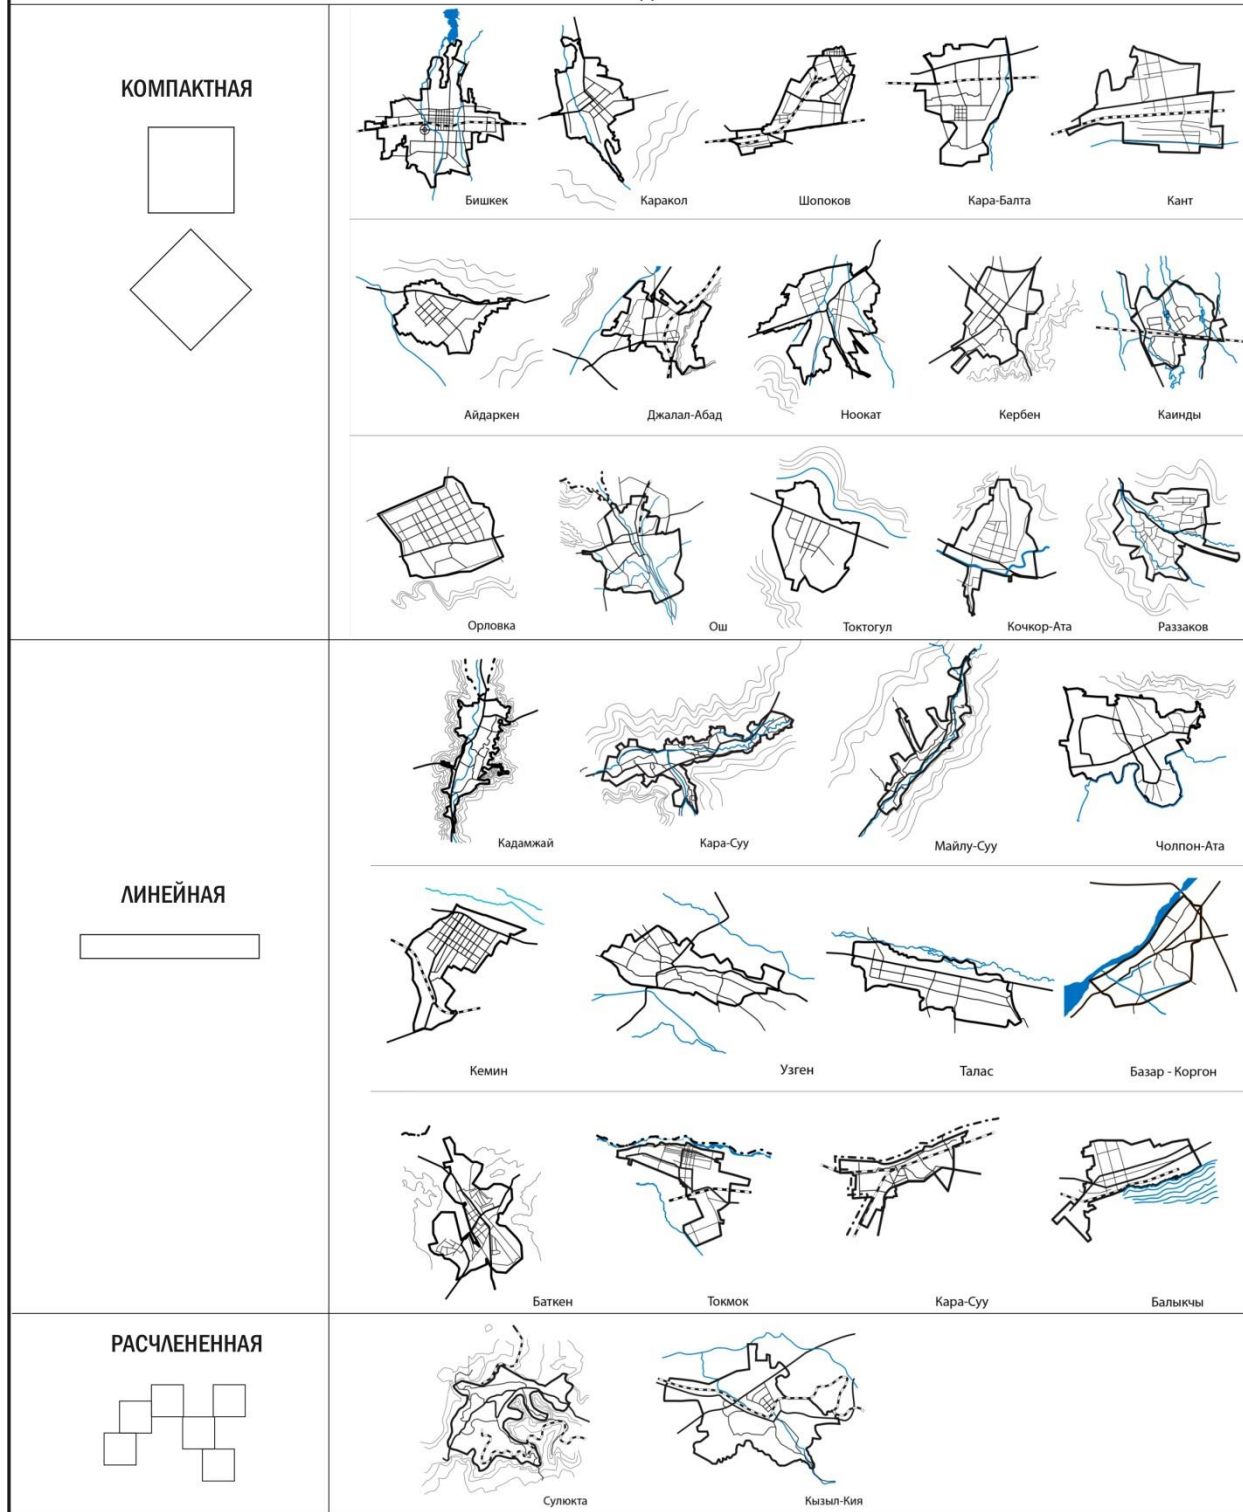 КОМПАКТНАЯ
Бишкек
Каракол
Шопоков
Кара-Балта
Кант
Айдаркен
Джалал-Абад
Ноокат
Кербен
Каинды
Орловка
Ош
Токтогул
Кочкор-Ата
Раззаков
ЛИНЕЙНАЯ
Кадамжай
Кара-Суу
Майлу-Суу
Чолпон-Ата
Кемин
Узген
Талас
Базар - Коргон
Баткен
Токмок
Кара-Суу
Балыкчы
РАСЧЛЕНЕННАЯ
Сулюкта
Кызыл-Кия